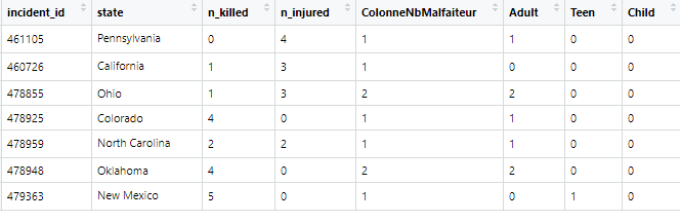 incident_id state n_killed n_injured ColonneNbMalfaiteur Adult Teen Child
461105 Pennsylvania 0 4 1 1 0 0
460726 California 1 3 1 0 0 0
478855 Ohio 1 3 2 2 0 0
478925 Colorado 4 0 1 1 0 0
478959 North Carolina 2 2 1 1 0 0
478948 Oklahoma 4 0 2 2 0 0
479363 New Mexico 5 0 1 0 1 0